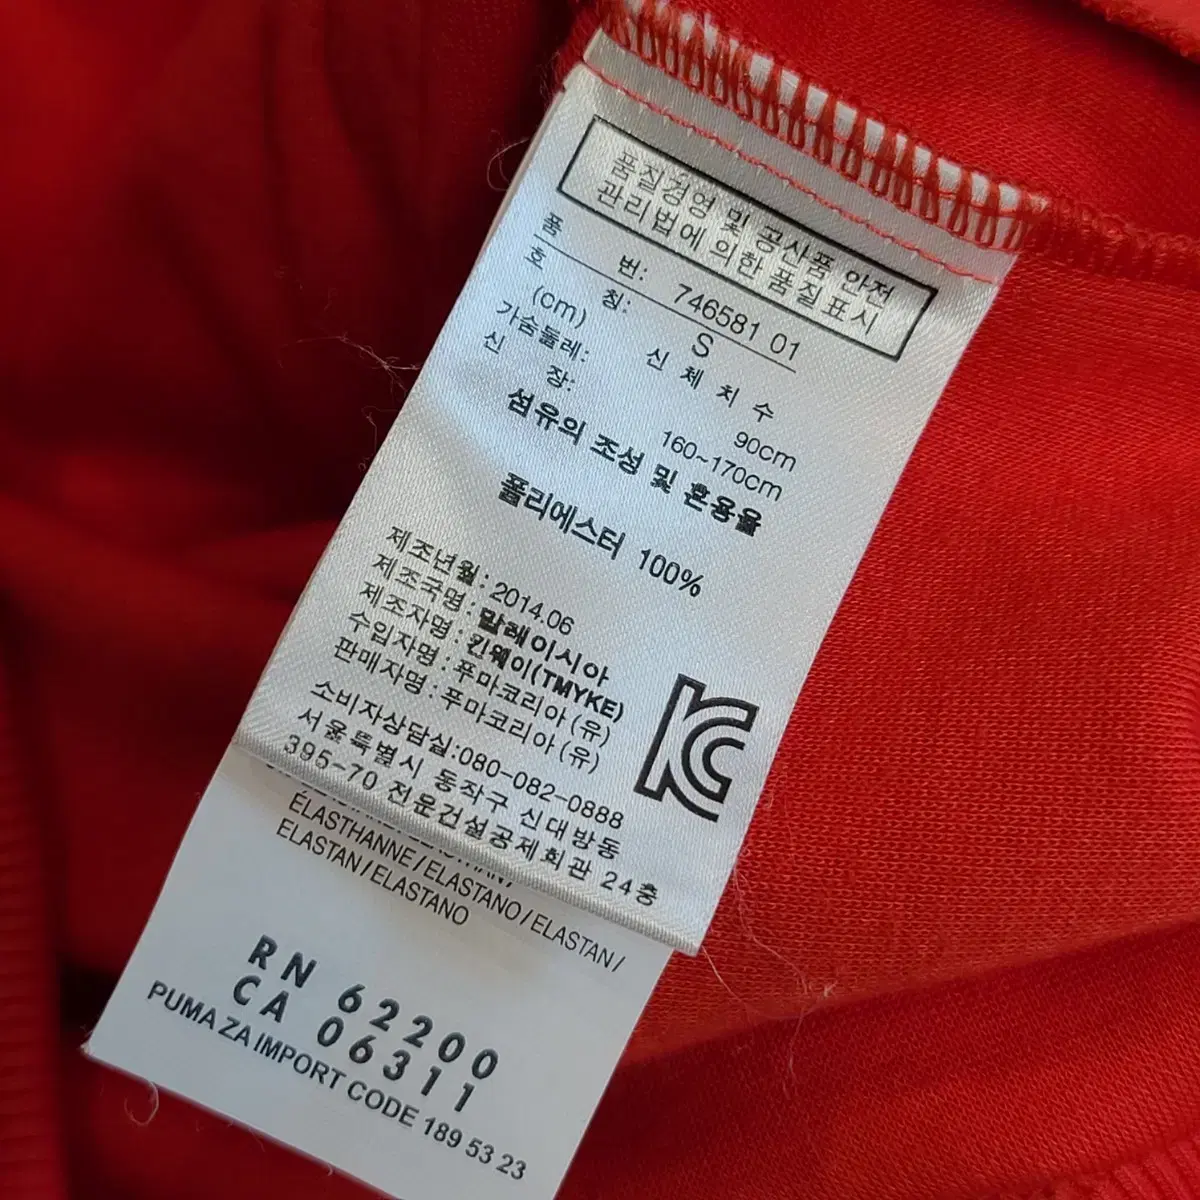 품질경영 및 공산품 안전
관리법에 의한 품질표시
품 번: 746581 01
호 칭: S
(cm) 신 체 치 수
가슴둘레: 90cm
신 장: 160~170cm
섬유의 조성 및 혼용율
폴리에스터 100%
제조년월: 2014.06
제조국명: 말레이시아
제조자명: 킨웨이(TMYKE)
수입자명: 푸마코리아(유)
판매자명: 푸마코리아(유)
소비자상담실:080-082-0888
서울특별시 동작구 신대방동
395-70 전문건설공제회관 24층
KC
ÉLASTHANNE/ELASTANO/ELASTAN/
ELASTAN/ELASTANO
RN 62200
CA 06311
PUMA ZA IMPORT CODE 189 53 23